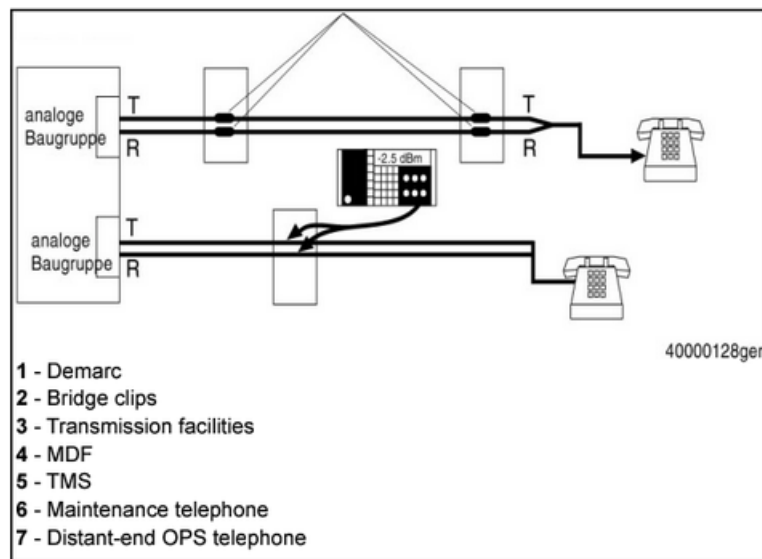 T
analoge
Baugruppe
R
T
R
-2.5 dBm
T
analoge
Baugruppe
R
40000128ger
1 - Demarc
2 - Bridge clips
3 - Transmission facilities
4 - MDF
5 - TMS
6 - Maintenance telephone
7 - Distant-end OPS telephone